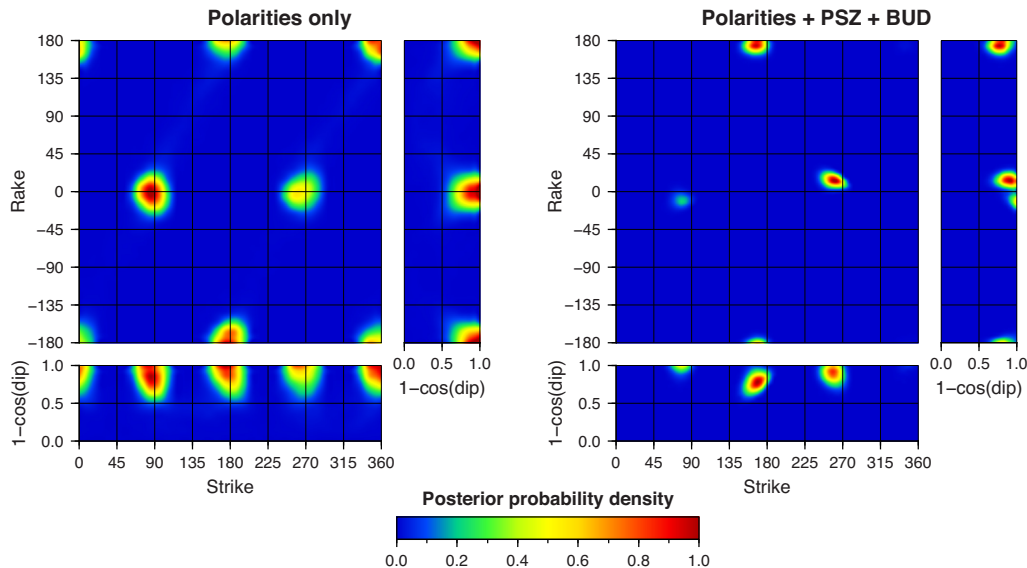 Polarities only
Polarities + PSZ + BUD
180
135
90
45
0
−45
−90
−135
−180
Rake
0.0 0.5 1.0
1−cos(dip)
1.0
0.5
0.0
1−cos(dip)
0 45 90 135 180 225 270 315 360
Strike
180
135
90
45
0
−45
−90
−135
−180
Rake
0.0 0.5 1.0
1−cos(dip)
1.0
0.5
0.0
1−cos(dip)
0 45 90 135 180 225 270 315 360
Strike
Posterior probability density
0.0 0.2 0.4 0.6 0.8 1.0